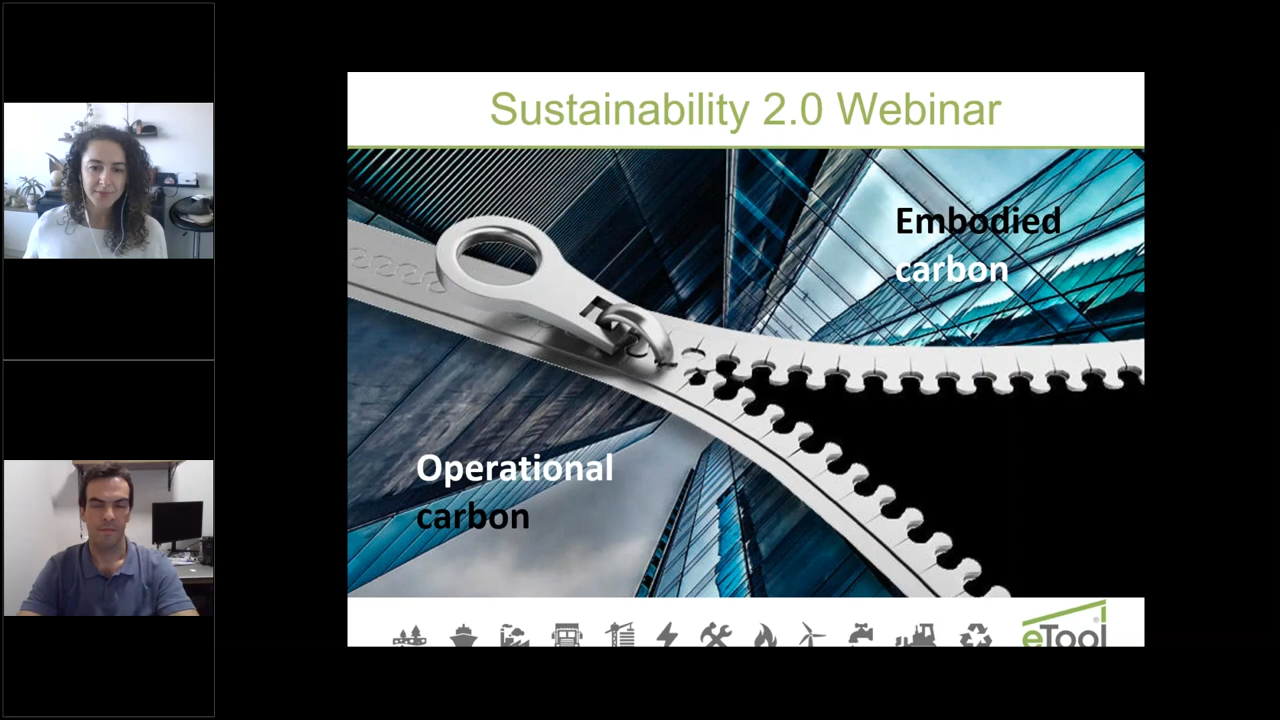 Sustainability 2.0 Webinar
Embodied
carbon
Operational
carbon
eTool